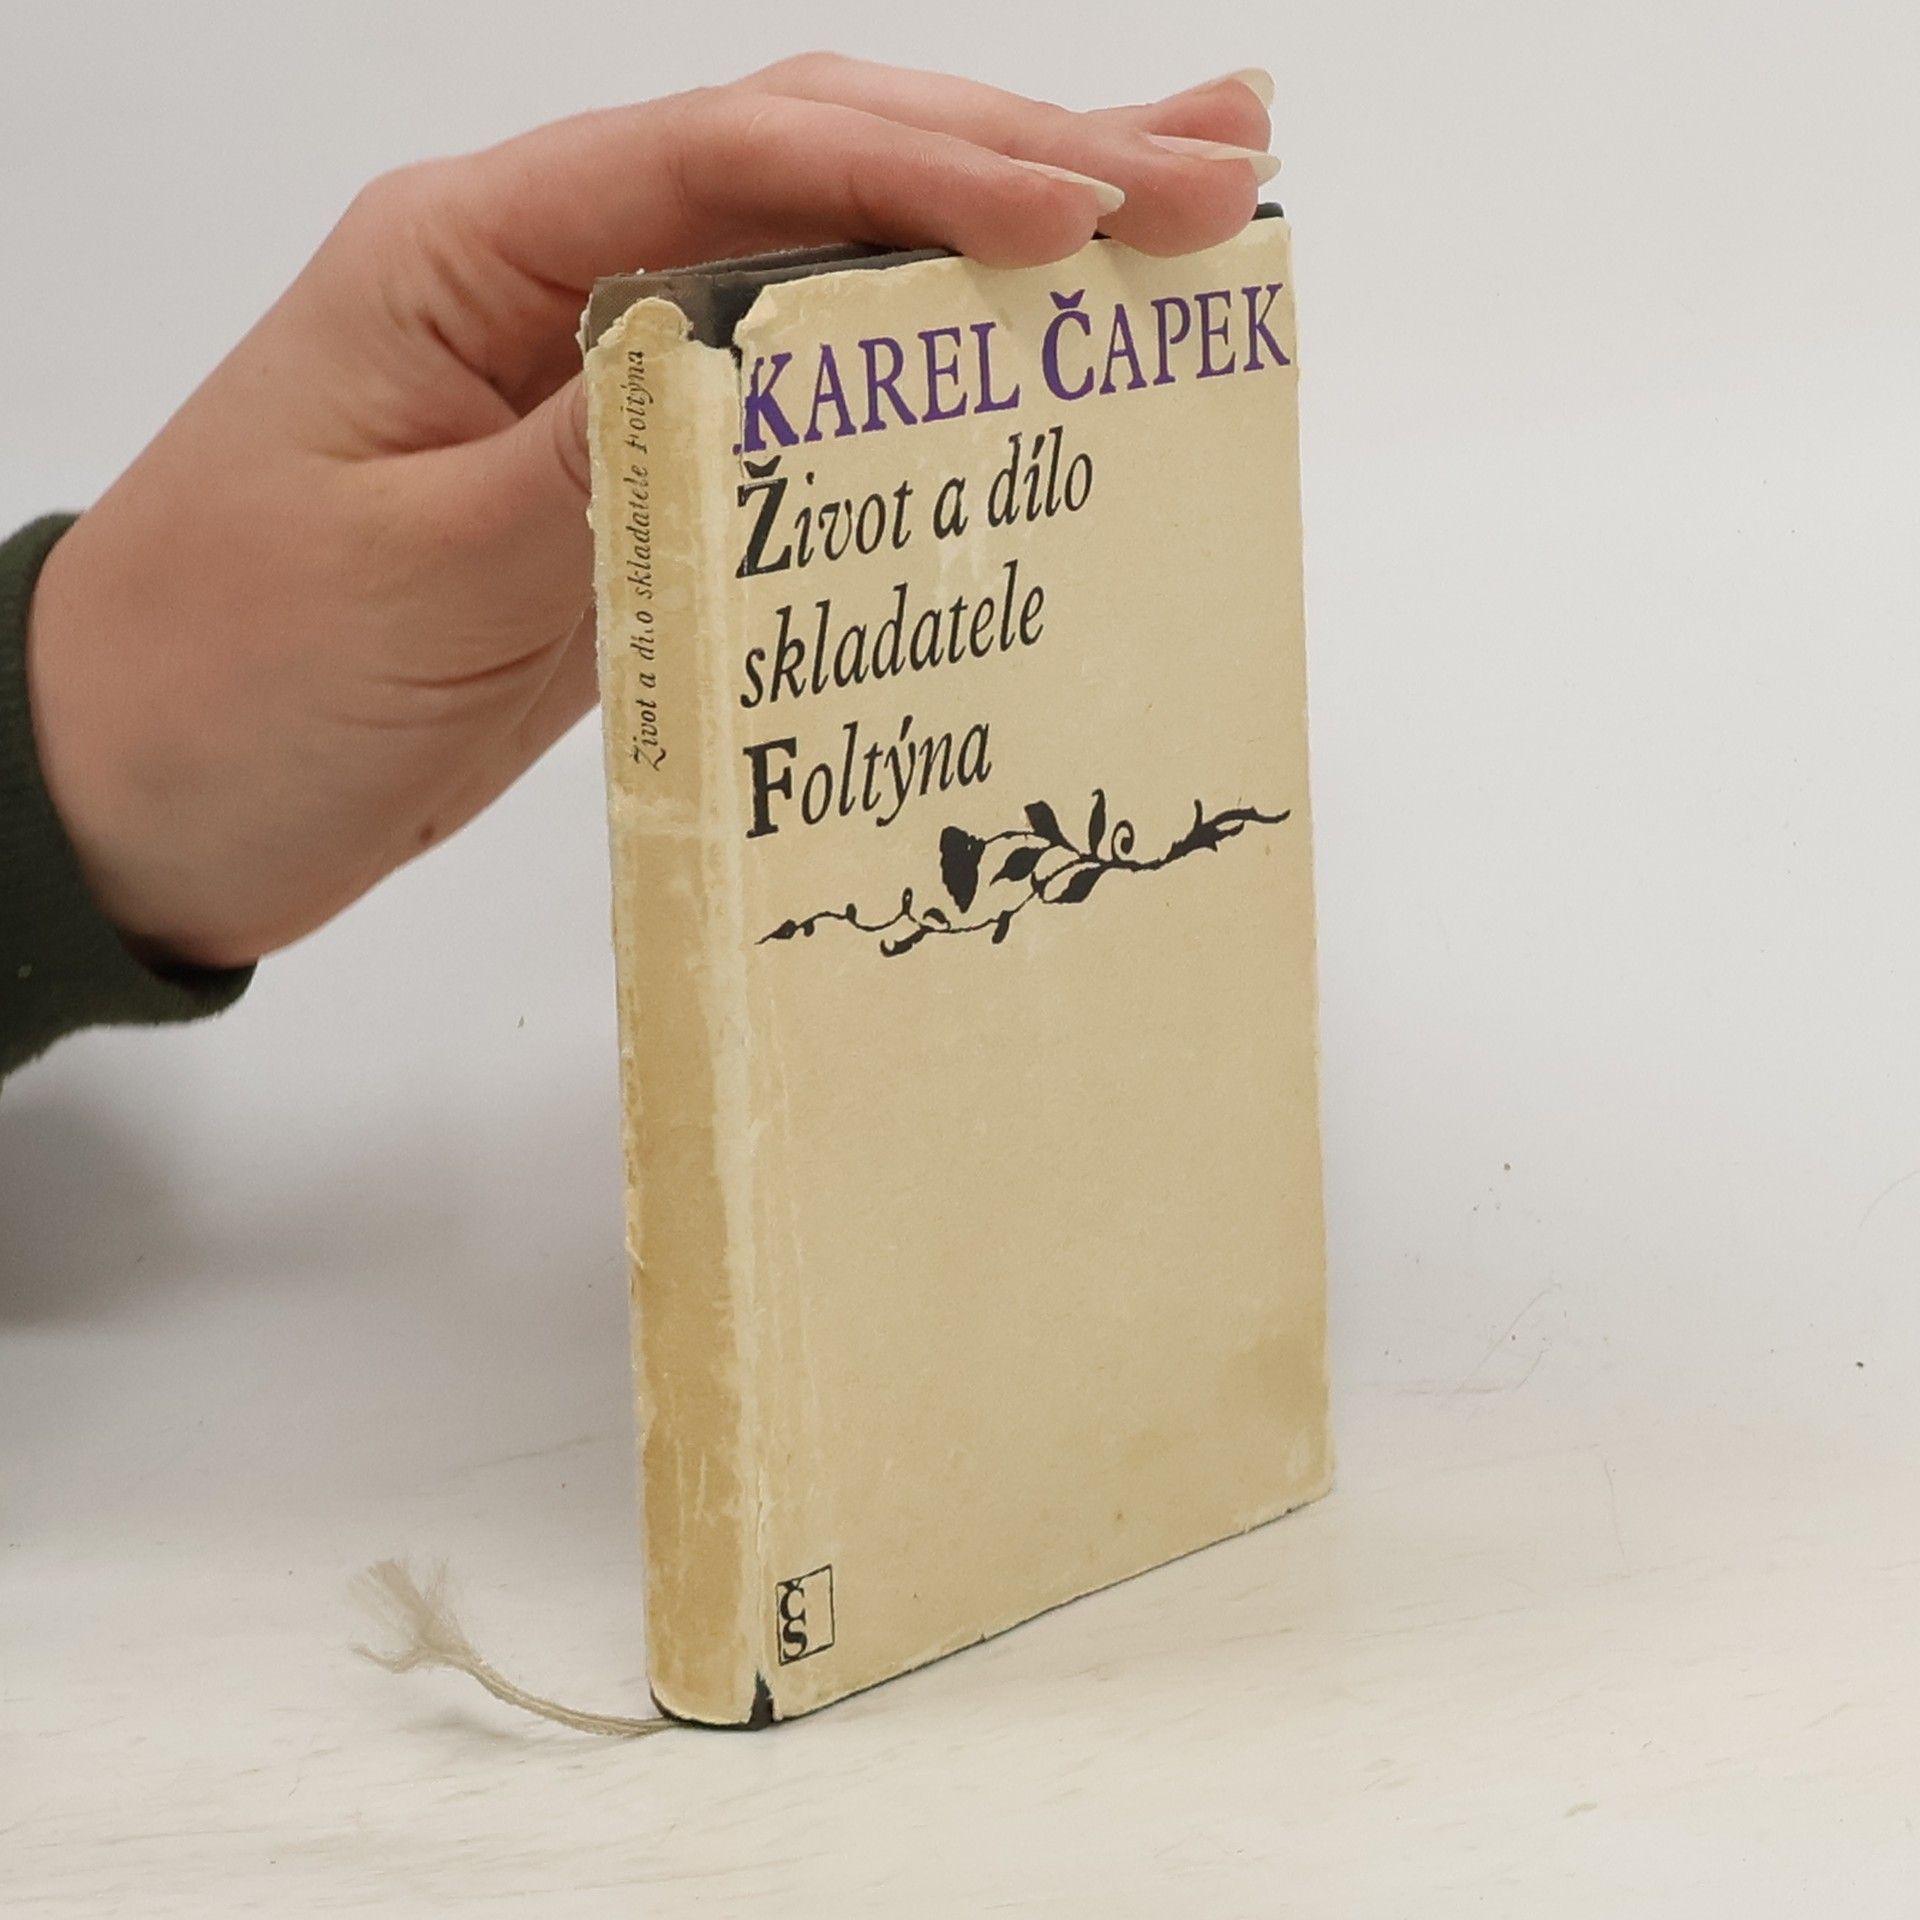 Život a dílo skladatele Foltýna
KAREL ČAPEK
Život a dílo
skladatele
Foltýna
ČS